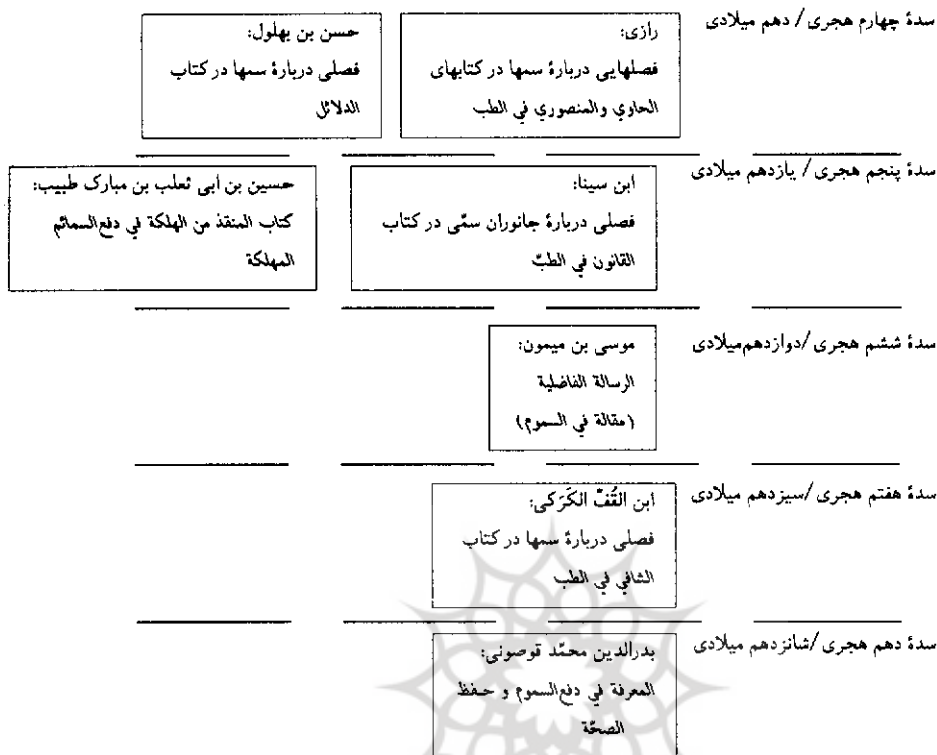 سدهٔ چهارم هجری / دهم میلادی
رازی:
فصلهایی دربارهٔ سمها در کتابهای
الحاوي والمنصوري في الطب
حسن بن بهلول:
فصلی دربارهٔ سمها در کتاب
الدلائل
سدهٔ پنجم هجری / یازدهم میلادی
ابن سینا:
فصلی دربارهٔ جانوران سمّی در کتاب
القانون في الطبّ
حسین بن أبی ثعلب بن مبارک طبیب:
کتاب المنقذ من الهلکة في دفع‌السمائم
المهلکة
سدهٔ ششم هجری /دوازدهم‌میلادی
موسی بن میمون:
الرسالة الفاضلیة
(مقالة في السموم)
سدهٔ هفتم هجری /سیزدهم میلادی
ابن القُفّ الکَرَکی:
فصلی دربارهٔ سمها در کتاب
الشافي في الطب
سدهٔ دهم هجری /شانزدهم میلادی
بدرالدین محمّد قوصونی:
المعرفة في دفع‌السموم و حفظ
الصحّة